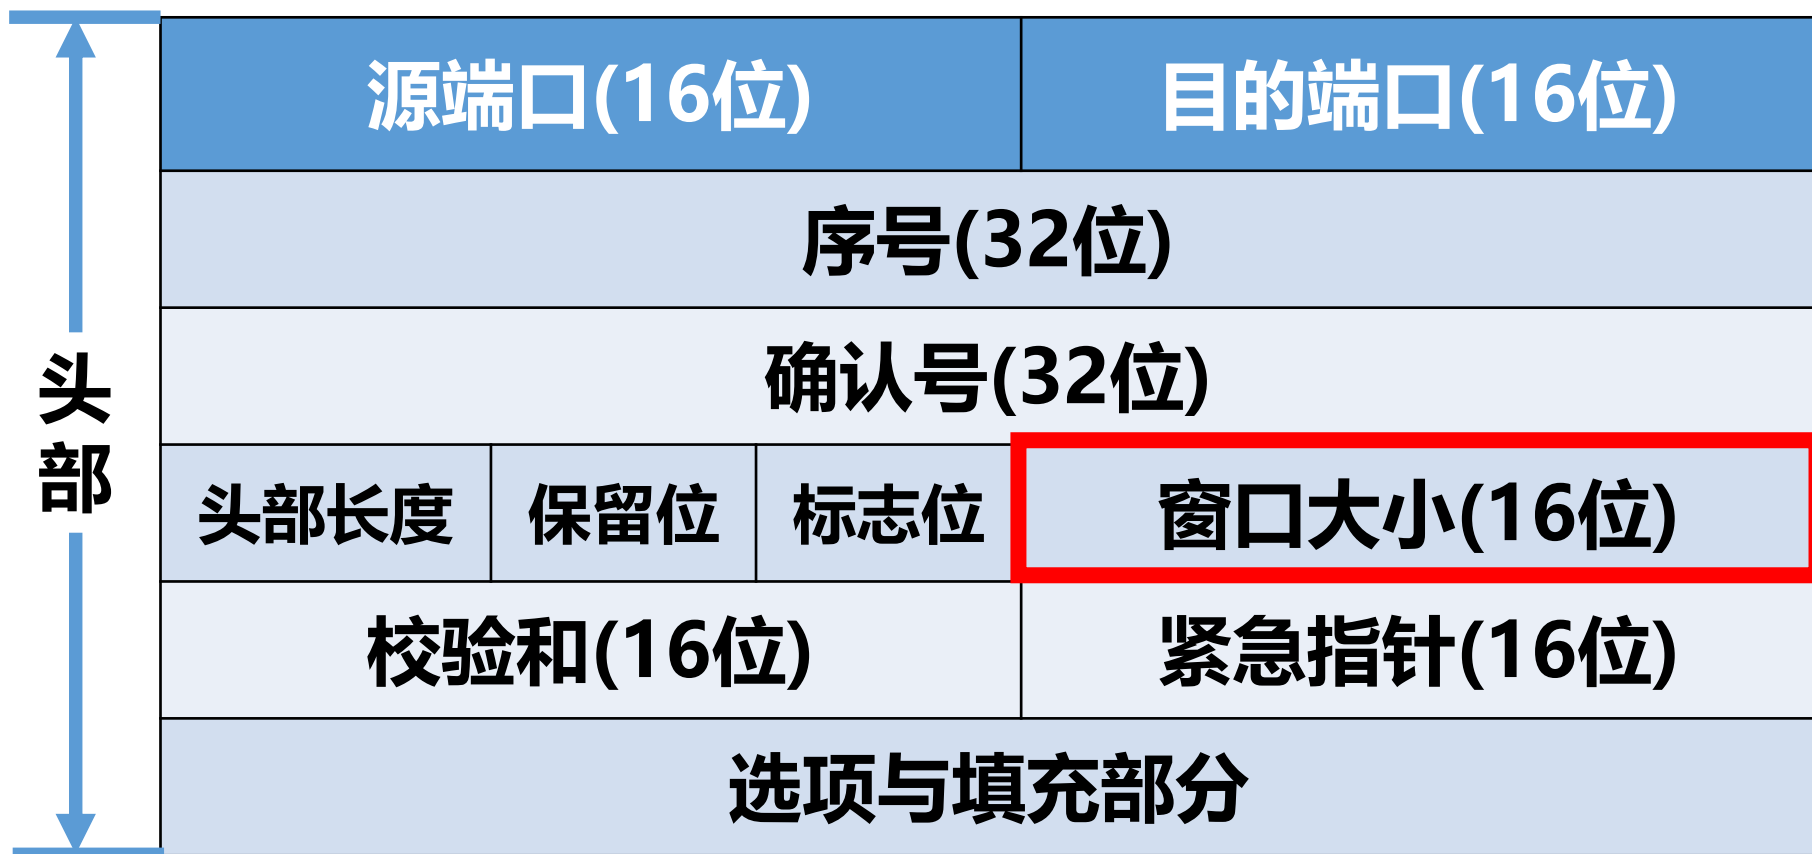 源端口(16位) 目的端口(16位)
序号(32位)
确认号(32位)
头部
头部长度 保留位 标志位 窗口大小(16位)
校验和(16位) 紧急指针(16位)
选项与填充部分